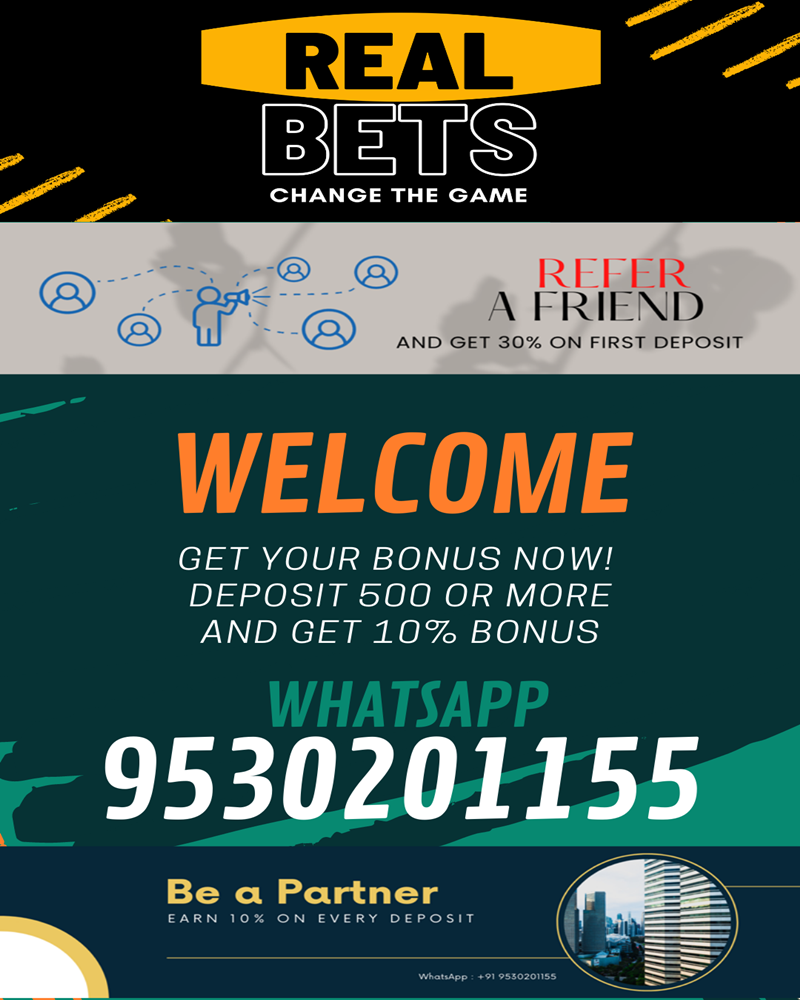 REAL
BETS
CHANGE THE GAME
REFER
A FRIEND
AND GET 30% ON FIRST DEPOSIT
WELCOME
GET YOUR BONUS NOW!
DEPOSIT 500 OR MORE
AND GET 10% BONUS
WHATSAPP
9530201155
Be a Partner
EARN 10% ON EVERY DEPOSIT
WhatsApp : +91 9530201155